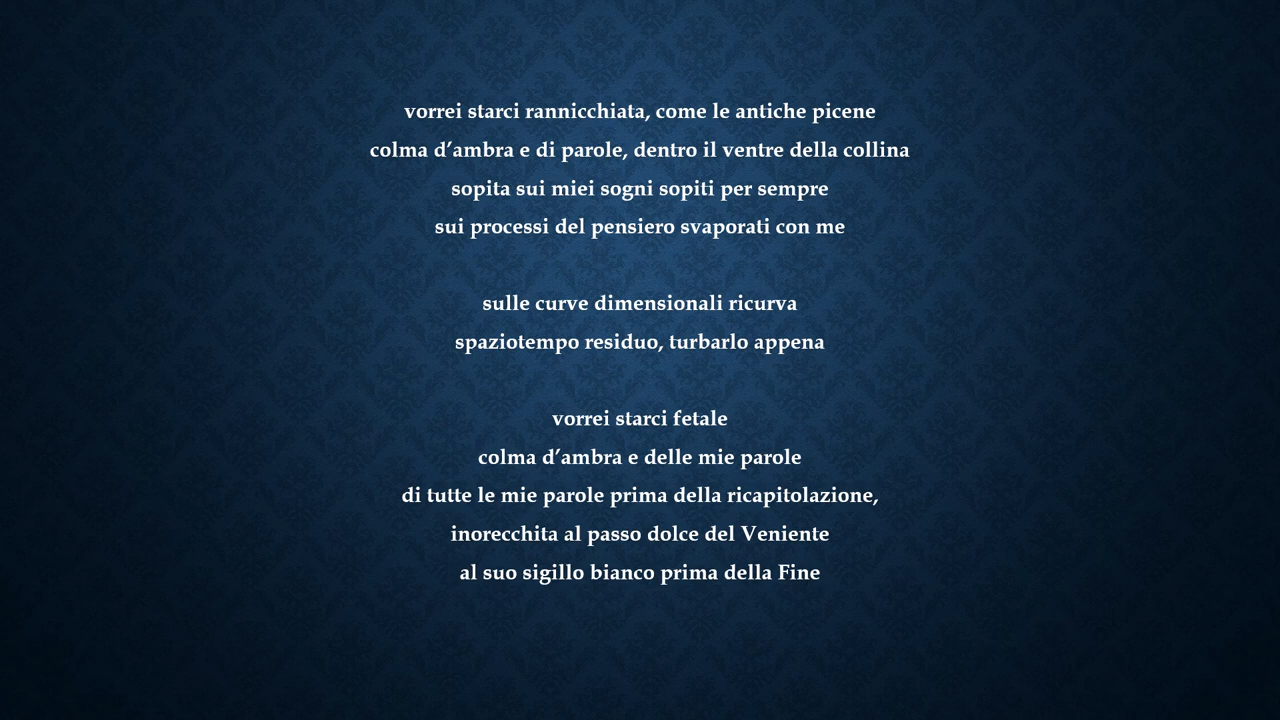 vorrei starci rannicchiata, come le antiche picene
colma d’ambra e di parole, dentro il ventre della collina
sopita sui miei sogni sopiti per sempre
sui processi del pensiero svaporati con me
sulle curve dimensionali ricurva
spaziotempo residuo, turbarlo appena
vorrei starci fetale
colma d’ambra e delle mie parole
di tutte le mie parole prima della ricapitolazione,
inorecchita al passo dolce del Veniente
al suo sigillo bianco prima della Fine